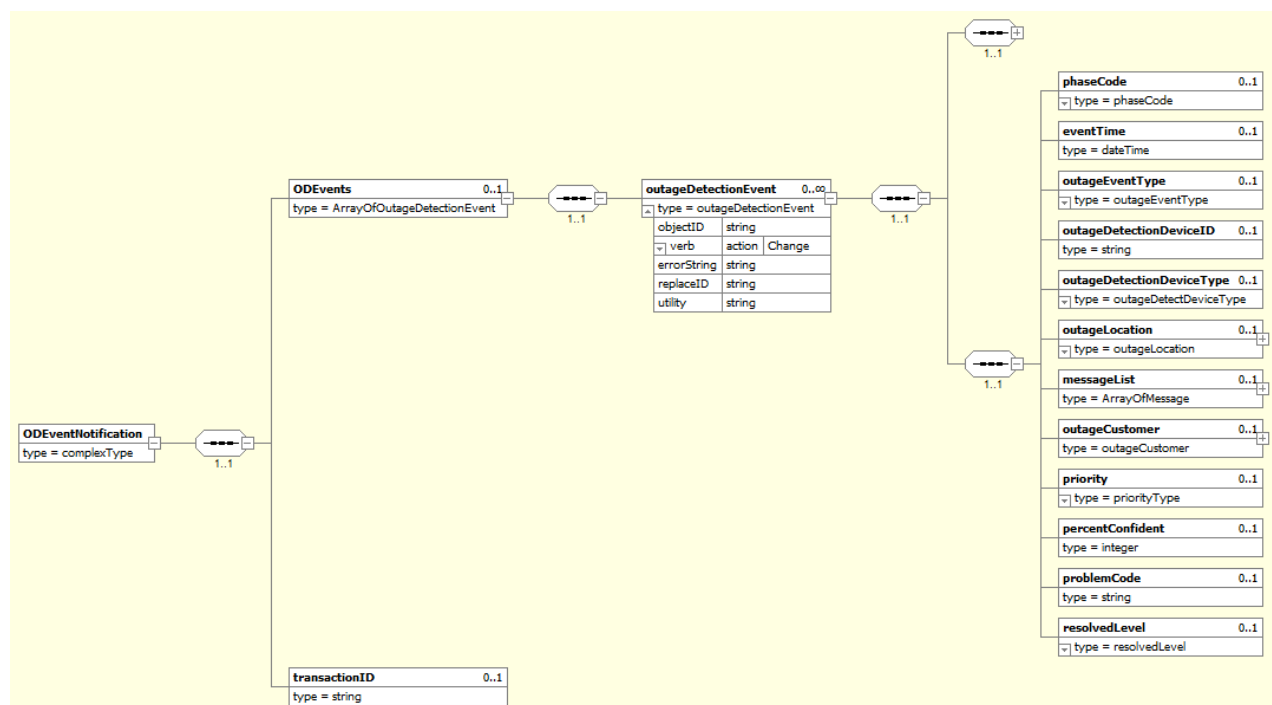 1..1
phaseCode 0..1
type = phaseCode
eventTime 0..1
type = dateTime
outageEventType 0..1
type = outageEventType
outageDetectionDeviceID 0..1
type = string
outageDetectionDeviceType 0..1
type = outageDetectDeviceType
outageLocation 0..1
type = outageLocation
messageList 0..1
type = ArrayOfMessage
outageCustomer 0..1
type = outageCustomer
priority 0..1
type = priorityType
percentConfident 0..1
type = integer
problemCode 0..1
type = string
resolvedLevel 0..1
type = resolvedLevel
1..1
ODEvents 0..1
type = ArrayOfOutageDetectionEvent
1..1
outageDetectionEvent 0..∞
type = outageDetectionEvent
objectID string
verb action Change
errorString string
replaceID string
utility string
1..1
ODEventNotification
type = complexType
1..1
transactionID 0..1
type = string